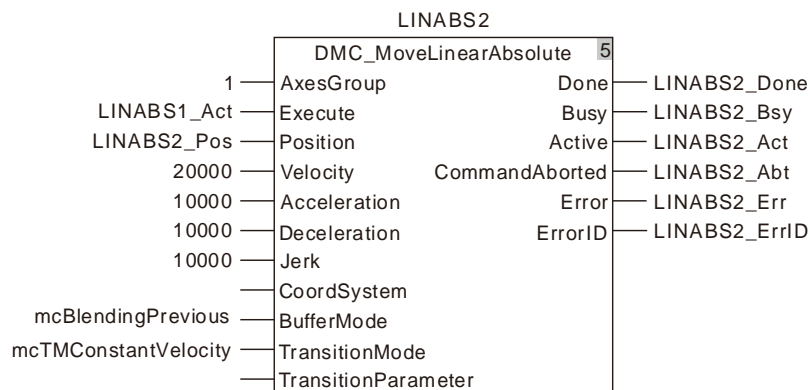 LINABS2
DMC_MoveLinearAbsolute 5
1 AxesGroup Done LINABS2_Done
LINABS1_Act Execute Busy LINABS2_Bsy
LINABS2_Pos Position Active LINABS2_Act
20000 Velocity CommandAborted LINABS2_Abt
10000 Acceleration Error LINABS2_Err
10000 Deceleration ErrorID LINABS2_ErrID
10000 Jerk
CoordSystem
mcBlendingPrevious BufferMode
mcTMConstantVelocity TransitionMode
TransitionParameter